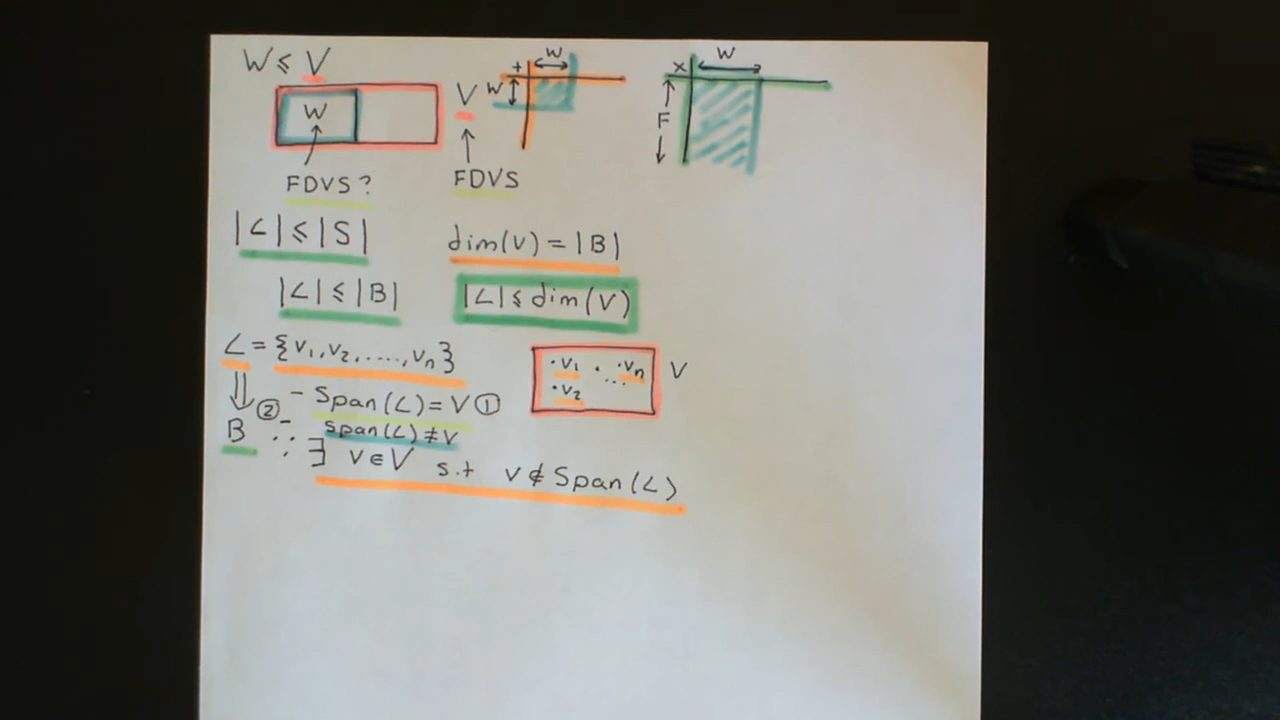 W ≤ V
W
V
FDVS ?
FDVS
+
W
W
x
W
F
|L| ≤ |S|
dim(V) = |B|
|L| ≤ |B|
|L| ≤ dim(V)
L = {v1, v2, ....., vn}
·v1 · ·vn
...
·v2
V
- Span(L) = V ①
②
B
- span(L) ≠ V
∴ ∃ v ∈ V s.t v ∉ Span(L)